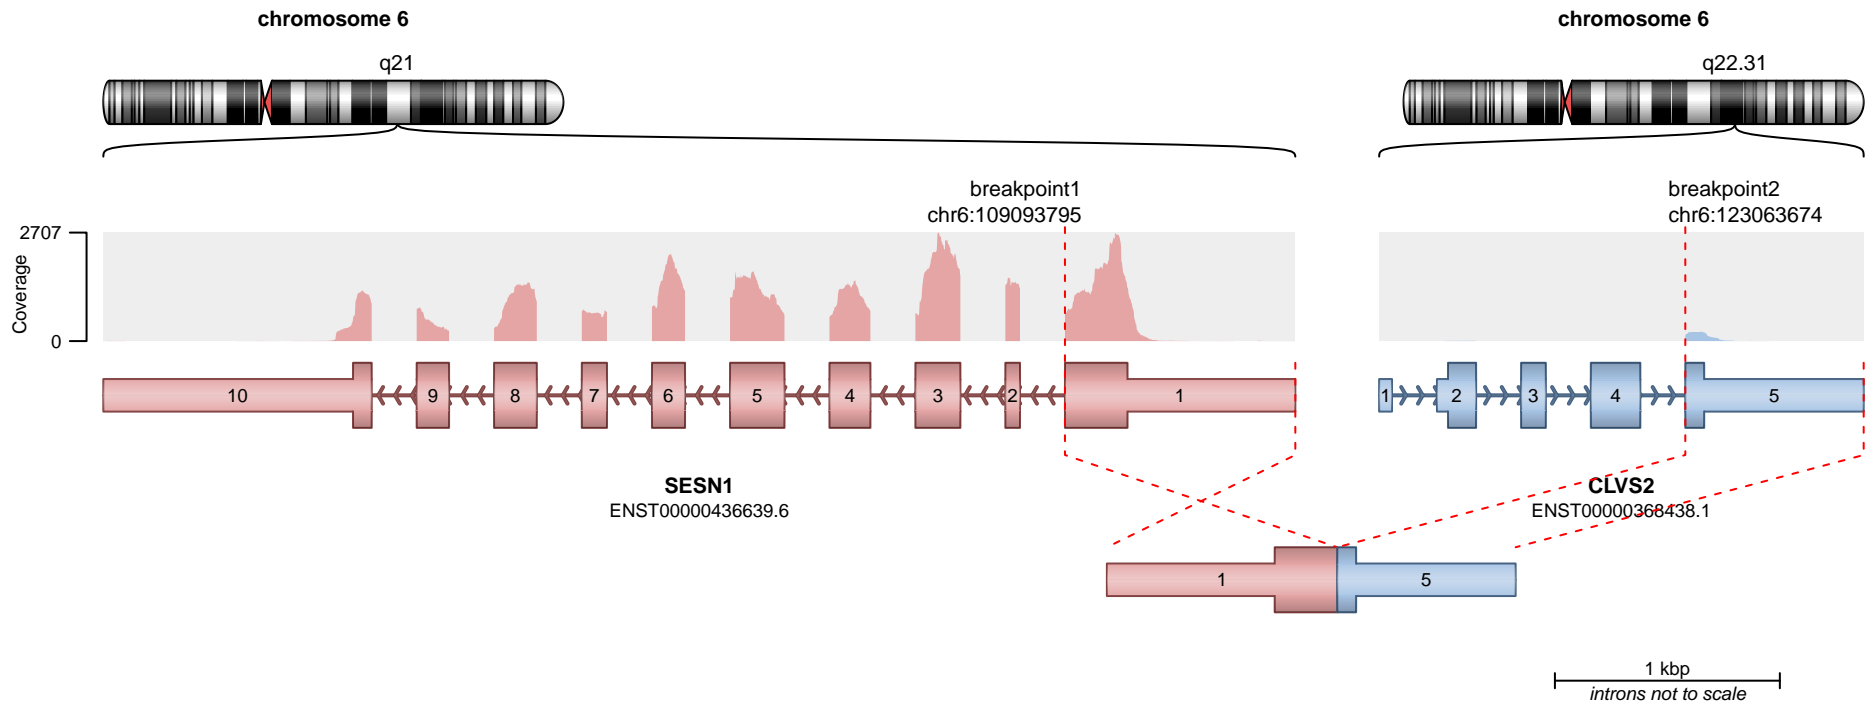 chromosome 6
chromosome 6
q21
q22.31
breakpoint1
chr6:109093795
breakpoint2
chr6:123063674
2707
Coverage
0
10
9
8
7
6
5
4
3
2
1
1
2
3
4
5
SESN1
ENST00000436639.6
CLVS2
ENST00000368438.1
1
5
1 kbp
introns not to scale